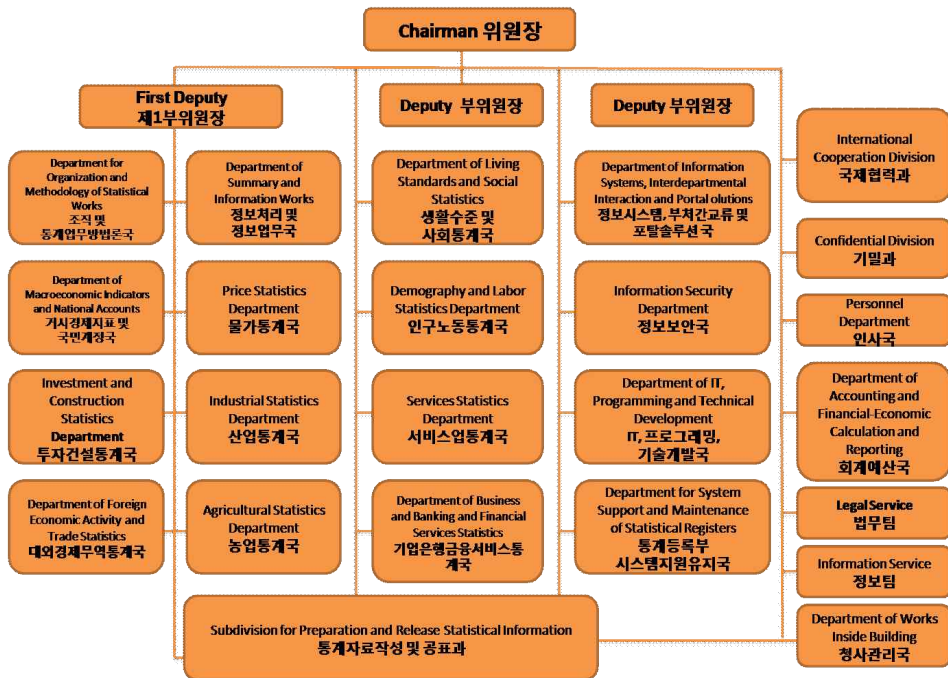 Chairman 위원장
First Deputy
제1부위원장
Deputy 부위원장
Deputy 부위원장
Department for
Organization and
Methodology of Statistical
Works
조직 및
통계업무방법론국
Department of
Summary and
Information Works
정보처리 및
정보업무국
Department of Living
Standards and Social
Statistics
생활수준 및
사회통계국
Department of Information
Systems, Interdepartmental
Interaction and Portal olutions
정보시스템, 부처간교류 및
포탈솔루션 국
International
Cooperation Division
국제협력과
Confidential Division
기밀과
Department of
Macroeconomic Indicators
and National Accounts
거시경제지표 및
국민계정국
Price Statistics
Department
물가통계국
Demography and Labor
Statistics Department
인구노동통계국
Information Security
Department
정보보안국
Personnel
Department
인사국
Investment and
Construction
Statistics
Department
투자건설통계국
Industrial Statistics
Department
산업통계국
Services Statistics
Department
서비스업통계국
Department of IT,
Programming and Technical
Development
IT, 프로그래밍,
기술개발국
Department of
Accounting and
Financial-Economic
Calculation and
Reporting
회계예산국
Department of Foreign
Economic Activity and
Trade Statistics
대외경제무역통계국
Agricultural Statistics
Department
농업통계국
Department of Business
and Banking and Financial
Services Statistics
기업은행금융서비스통
계국
Department for System
Support and Maintenance
of Statistical Registers
통계등록부
시스템지원유지국
Legal Service
법무팀
Information Service
정보팀
Subdivision for Preparation and Release Statistical Information
통계자료작성 및 공표과
Department of Works
Inside Building
청사관리국